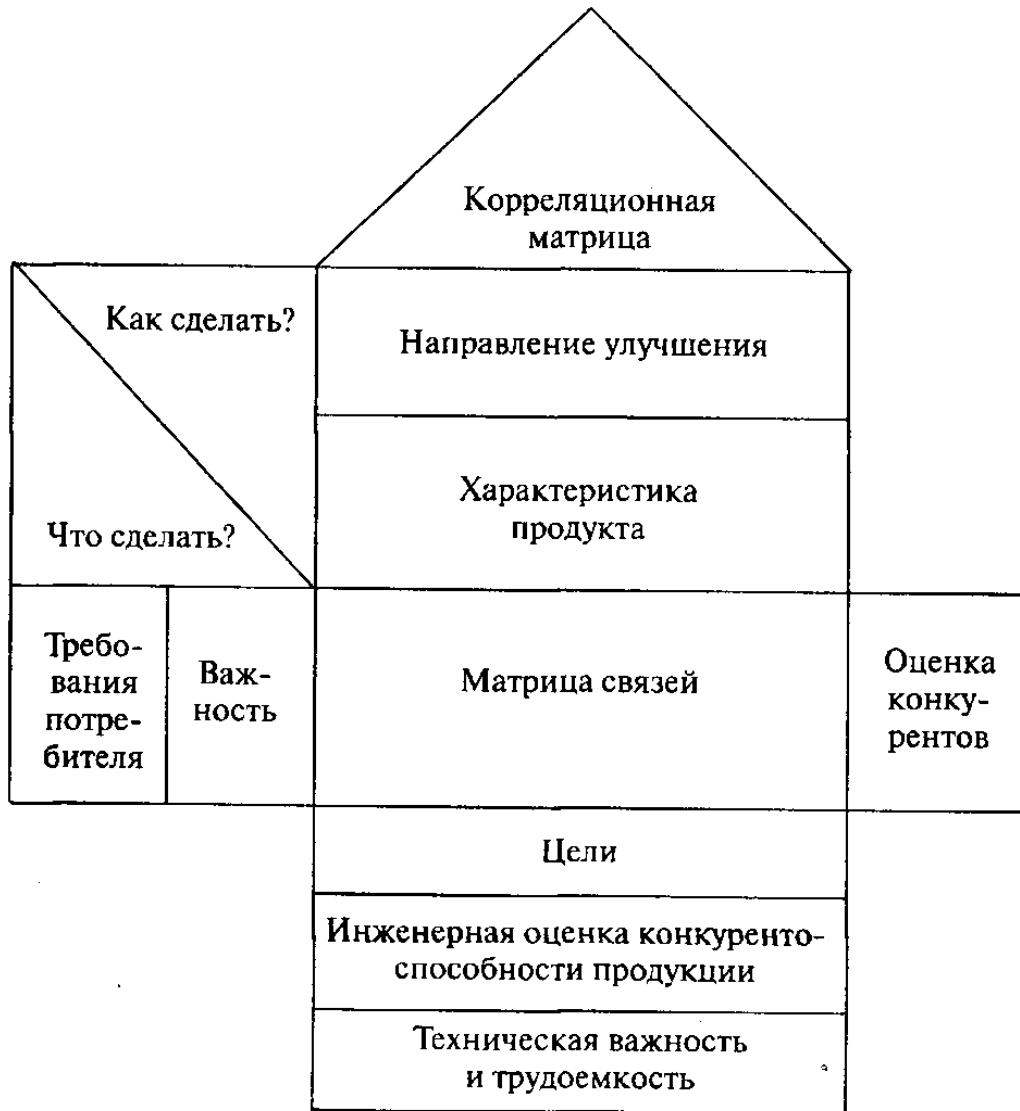 Корреляционная
матрица
Как сделать?
Направление улучшения
Характеристика
продукта
Что сделать?
Требо-
вания
потре-
бителя
Важ-
ность
Матрица связей
Оценка
конку-
рентов
Цели
Инженерная оценка конкуренто-
способности продукции
Техническая важность
и трудоемкость